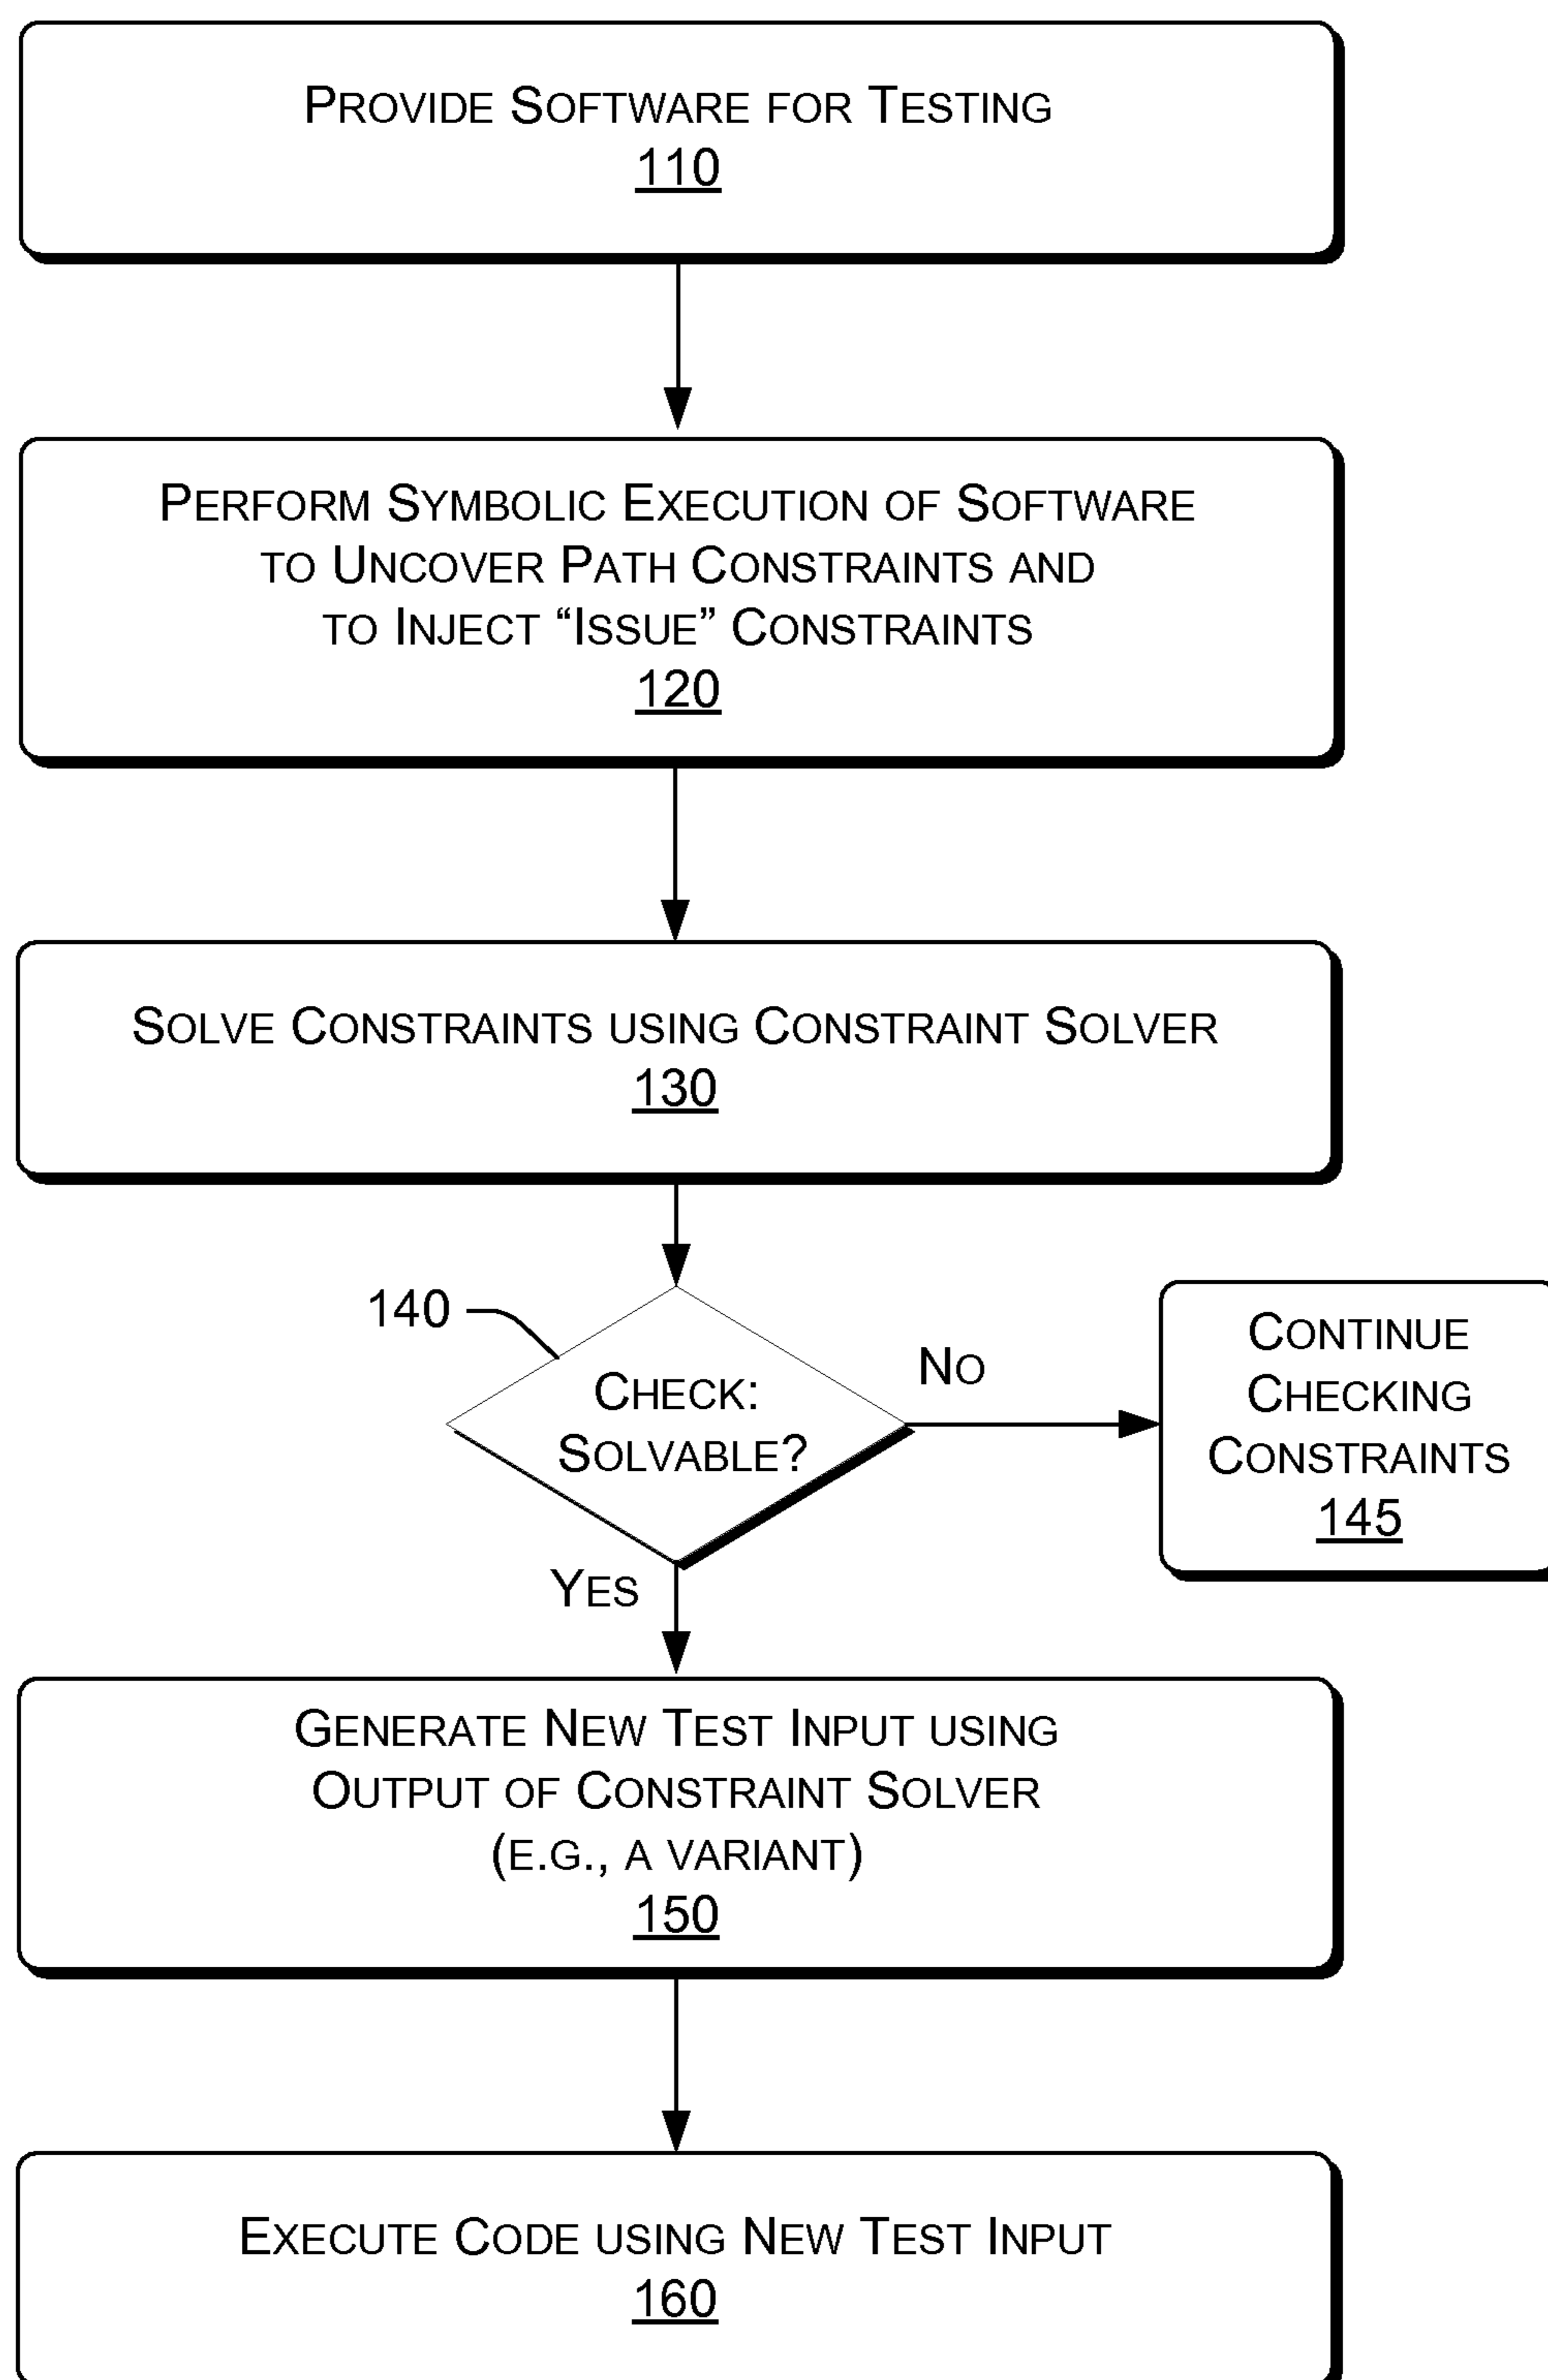 PROVIDE SOFTWARE FOR TESTING
110
PERFORM SYMBOLIC EXECUTION OF SOFTWARE
TO UNCOVER PATH CONSTRAINTS AND
TO INJECT “ISSUE” CONSTRAINTS
120
SOLVE CONSTRAINTS USING CONSTRAINT SOLVER
130
140
CHECK:
SOLVABLE?
NO
CONTINUE
CHECKING
CONSTRAINTS
145
YES
GENERATE NEW TEST INPUT USING
OUTPUT OF CONSTRAINT SOLVER
(E.G., A VARIANT)
150
EXECUTE CODE USING NEW TEST INPUT
160